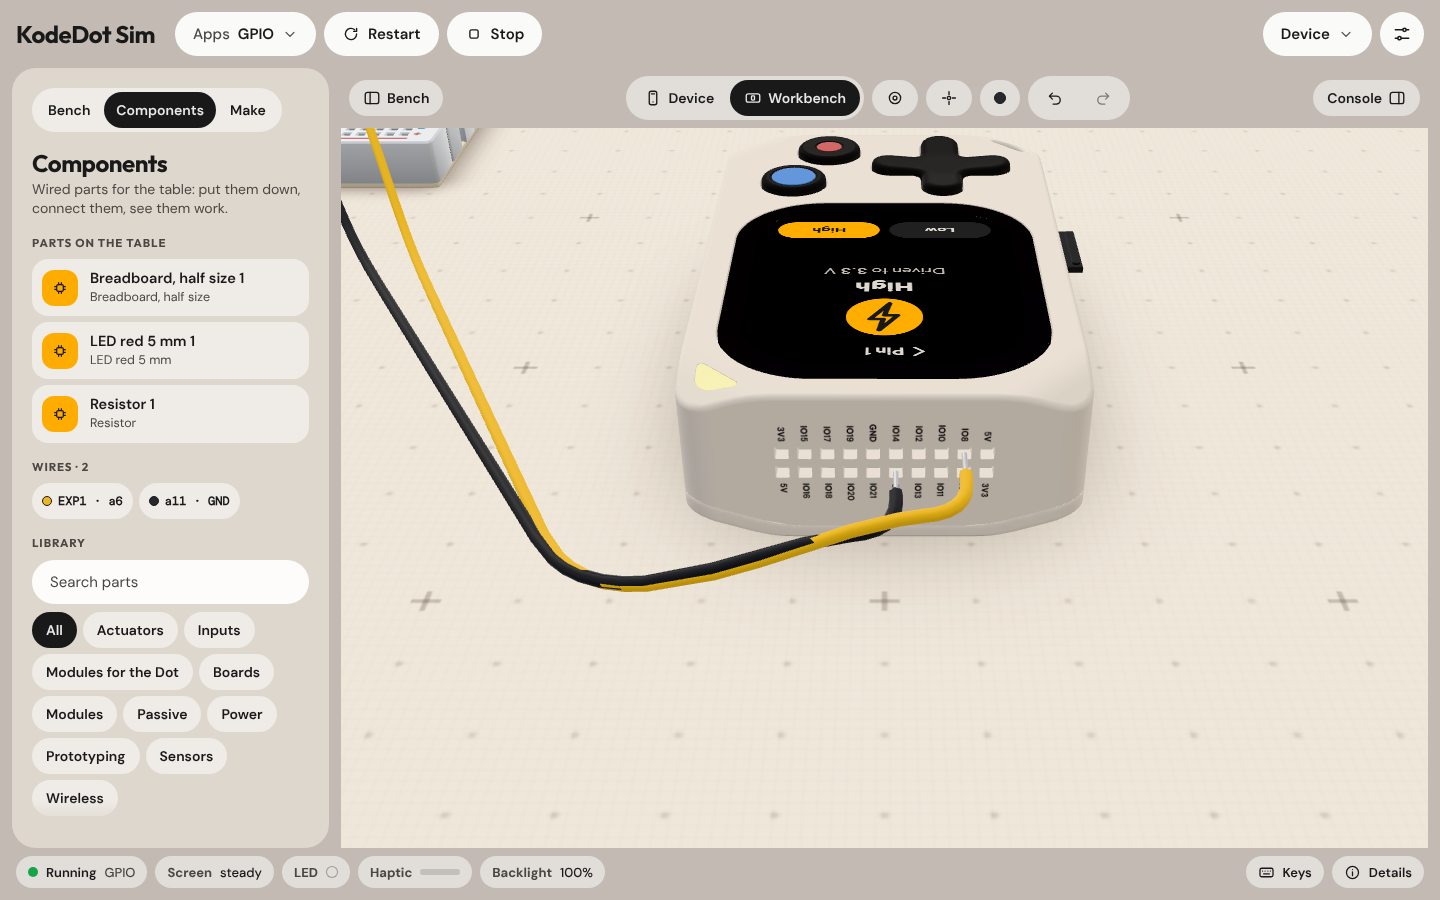 KodeDot Sim
Apps GPIO
Restart
Stop
Device
Bench
Components
Make
Components
Wired parts for the table: put them down,
connect them, see them work.
PARTS ON THE TABLE
Breadboard, half size 1
Breadboard, half size
LED red 5 mm 1
LED red 5 mm
Resistor 1
Resistor
WIRES · 2
EXP1 · a6
a11 · GND
LIBRARY
Search parts
All
Actuators
Inputs
Modules for the Dot
Boards
Modules
Passive
Power
Prototyping
Sensors
Wireless
Bench
Device
Workbench
Console
High
Low
Driven to 3.3 V
High
< Pin 1
3V3 IO15 IO17 IO19 GND IO14 IO12 IO10 IO8 5V
5V IO16 IO18 IO20 IO21 IO13 IO11 3V3
Running GPIO
Screen steady
LED
Haptic
Backlight 100%
Keys
Details